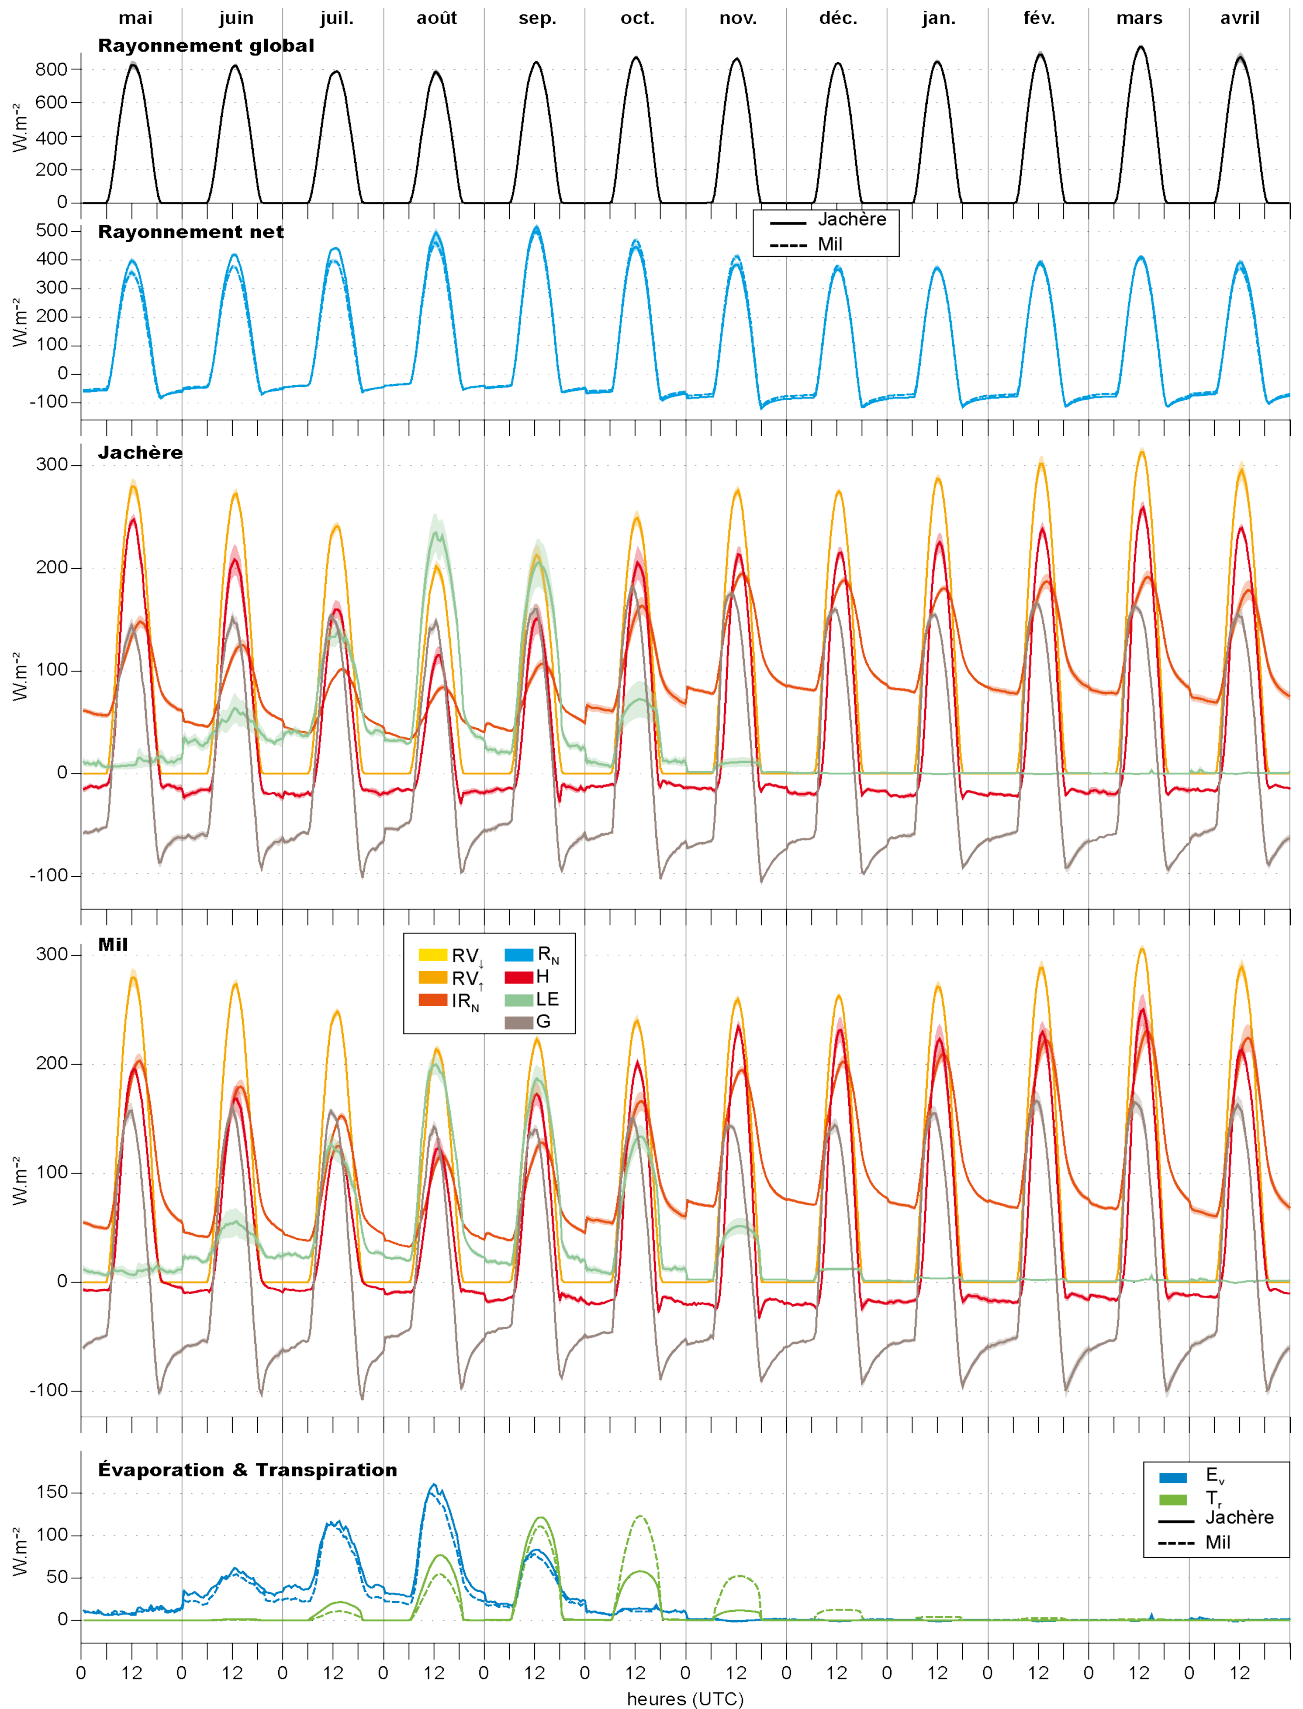 mai juin juil. août sep. oct. nov. déc. jan. fév. mars avril
Rayonnement global
800
600
400
200
0
W.m⁻²
Jachère
Mil
Rayonnement net
500
400
300
200
100
0
-100
W.m⁻²
Jachère
300
200
100
0
-100
W.m⁻²
Mil
RV↓ R_N
RV↑ H
IR_N LE
G
300
200
100
0
-100
W.m⁻²
Évaporation & Transpiration
E_v
T_r
Jachère
Mil
150
100
50
0
W.m⁻²
0 12 0 12 0 12 0 12 0 12 0 12 0 12 0 12 0 12 0 12 0 12 0 12
heures (UTC)